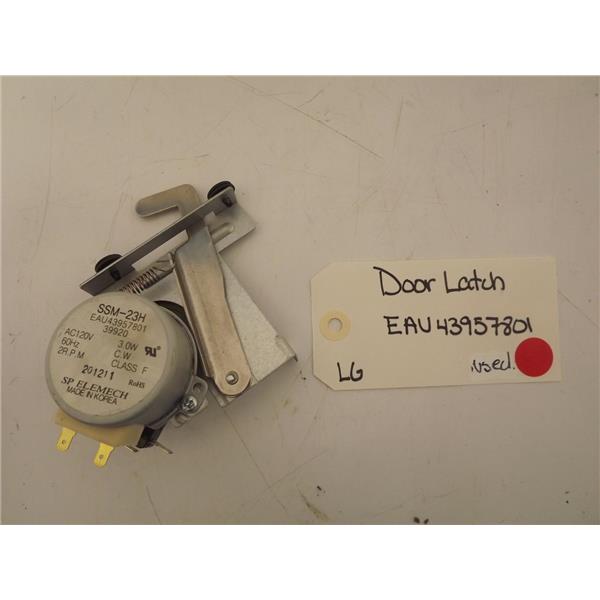 SSM-23H
EAU43957801
39920
AC120V 3.0W
60Hz C.W
2R.P.M CLASS F
201211 RoHS
SP ELEMECH
MADE IN KOREA
Door Latch
EAU43957801
LG used.